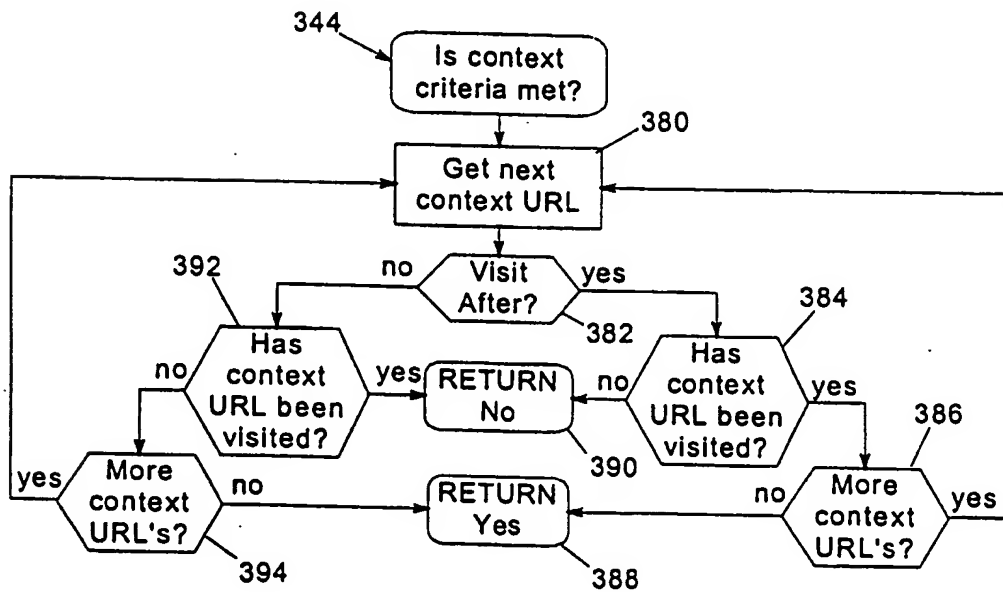 344
Is context
criteria met?
380
Get next
context URL
392
no
Visit
After?
yes
382
384
no
Has
context
URL been
visited?
yes
RETURN
No
390
no
Has
context
URL been
visited?
yes
386
yes
More
context
URL's?
no
394
RETURN
Yes
388
no
More
context
URL's?
yes